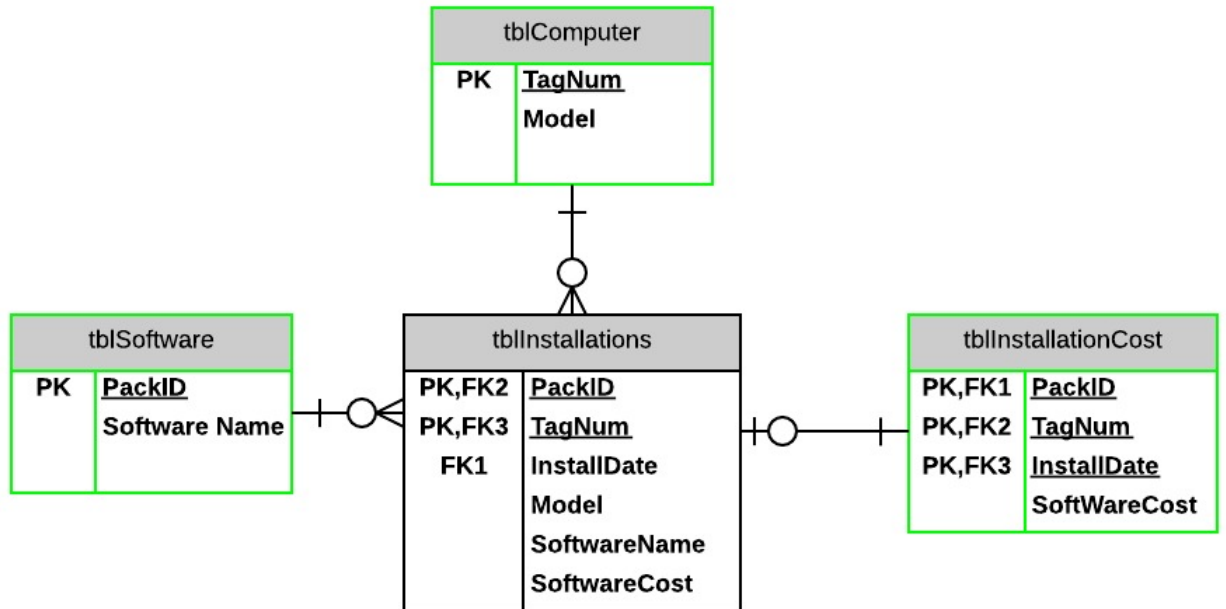 tblComputer
PK TagNum
Model
tblSoftware
PK PackID
Software Name
tblInstallations
PK,FK2 PackID
PK,FK3 TagNum
FK1 InstallDate
Model
SoftwareName
SoftwareCost
tblInstallationCost
PK,FK1 PackID
PK,FK2 TagNum
PK,FK3 InstallDate
SoftWareCost